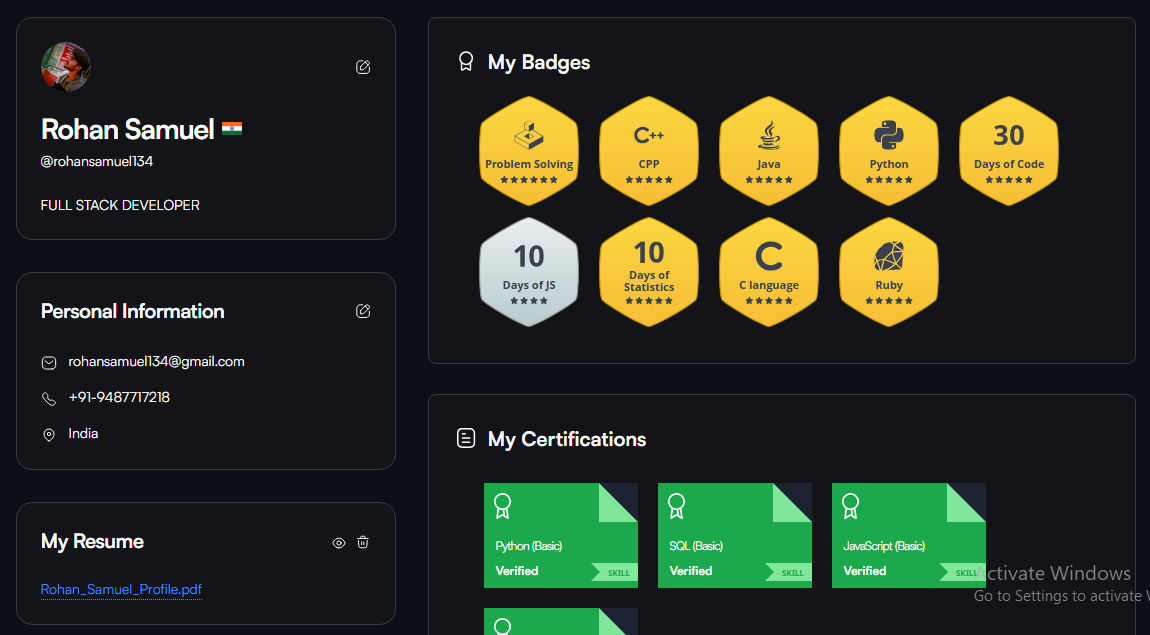 Rohan Samuel
@rohansamuel134
FULL STACK DEVELOPER
Personal Information
rohansamuel134@gmail.com
+91-9487717218
India
My Resume
Rohan_Samuel_Profile.pdf
My Badges
Problem Solving
C++
CPP
Java
Python
30
Days of Code
10
Days of JS
10
Days of
Statistics
C
C language
Ruby
My Certifications
Python (Basic)
Verified
SKILL
SQL (Basic)
Verified
SKILL
JavaScript (Basic)
Verified
SKILL
Activate Windows
Go to Settings to activate W